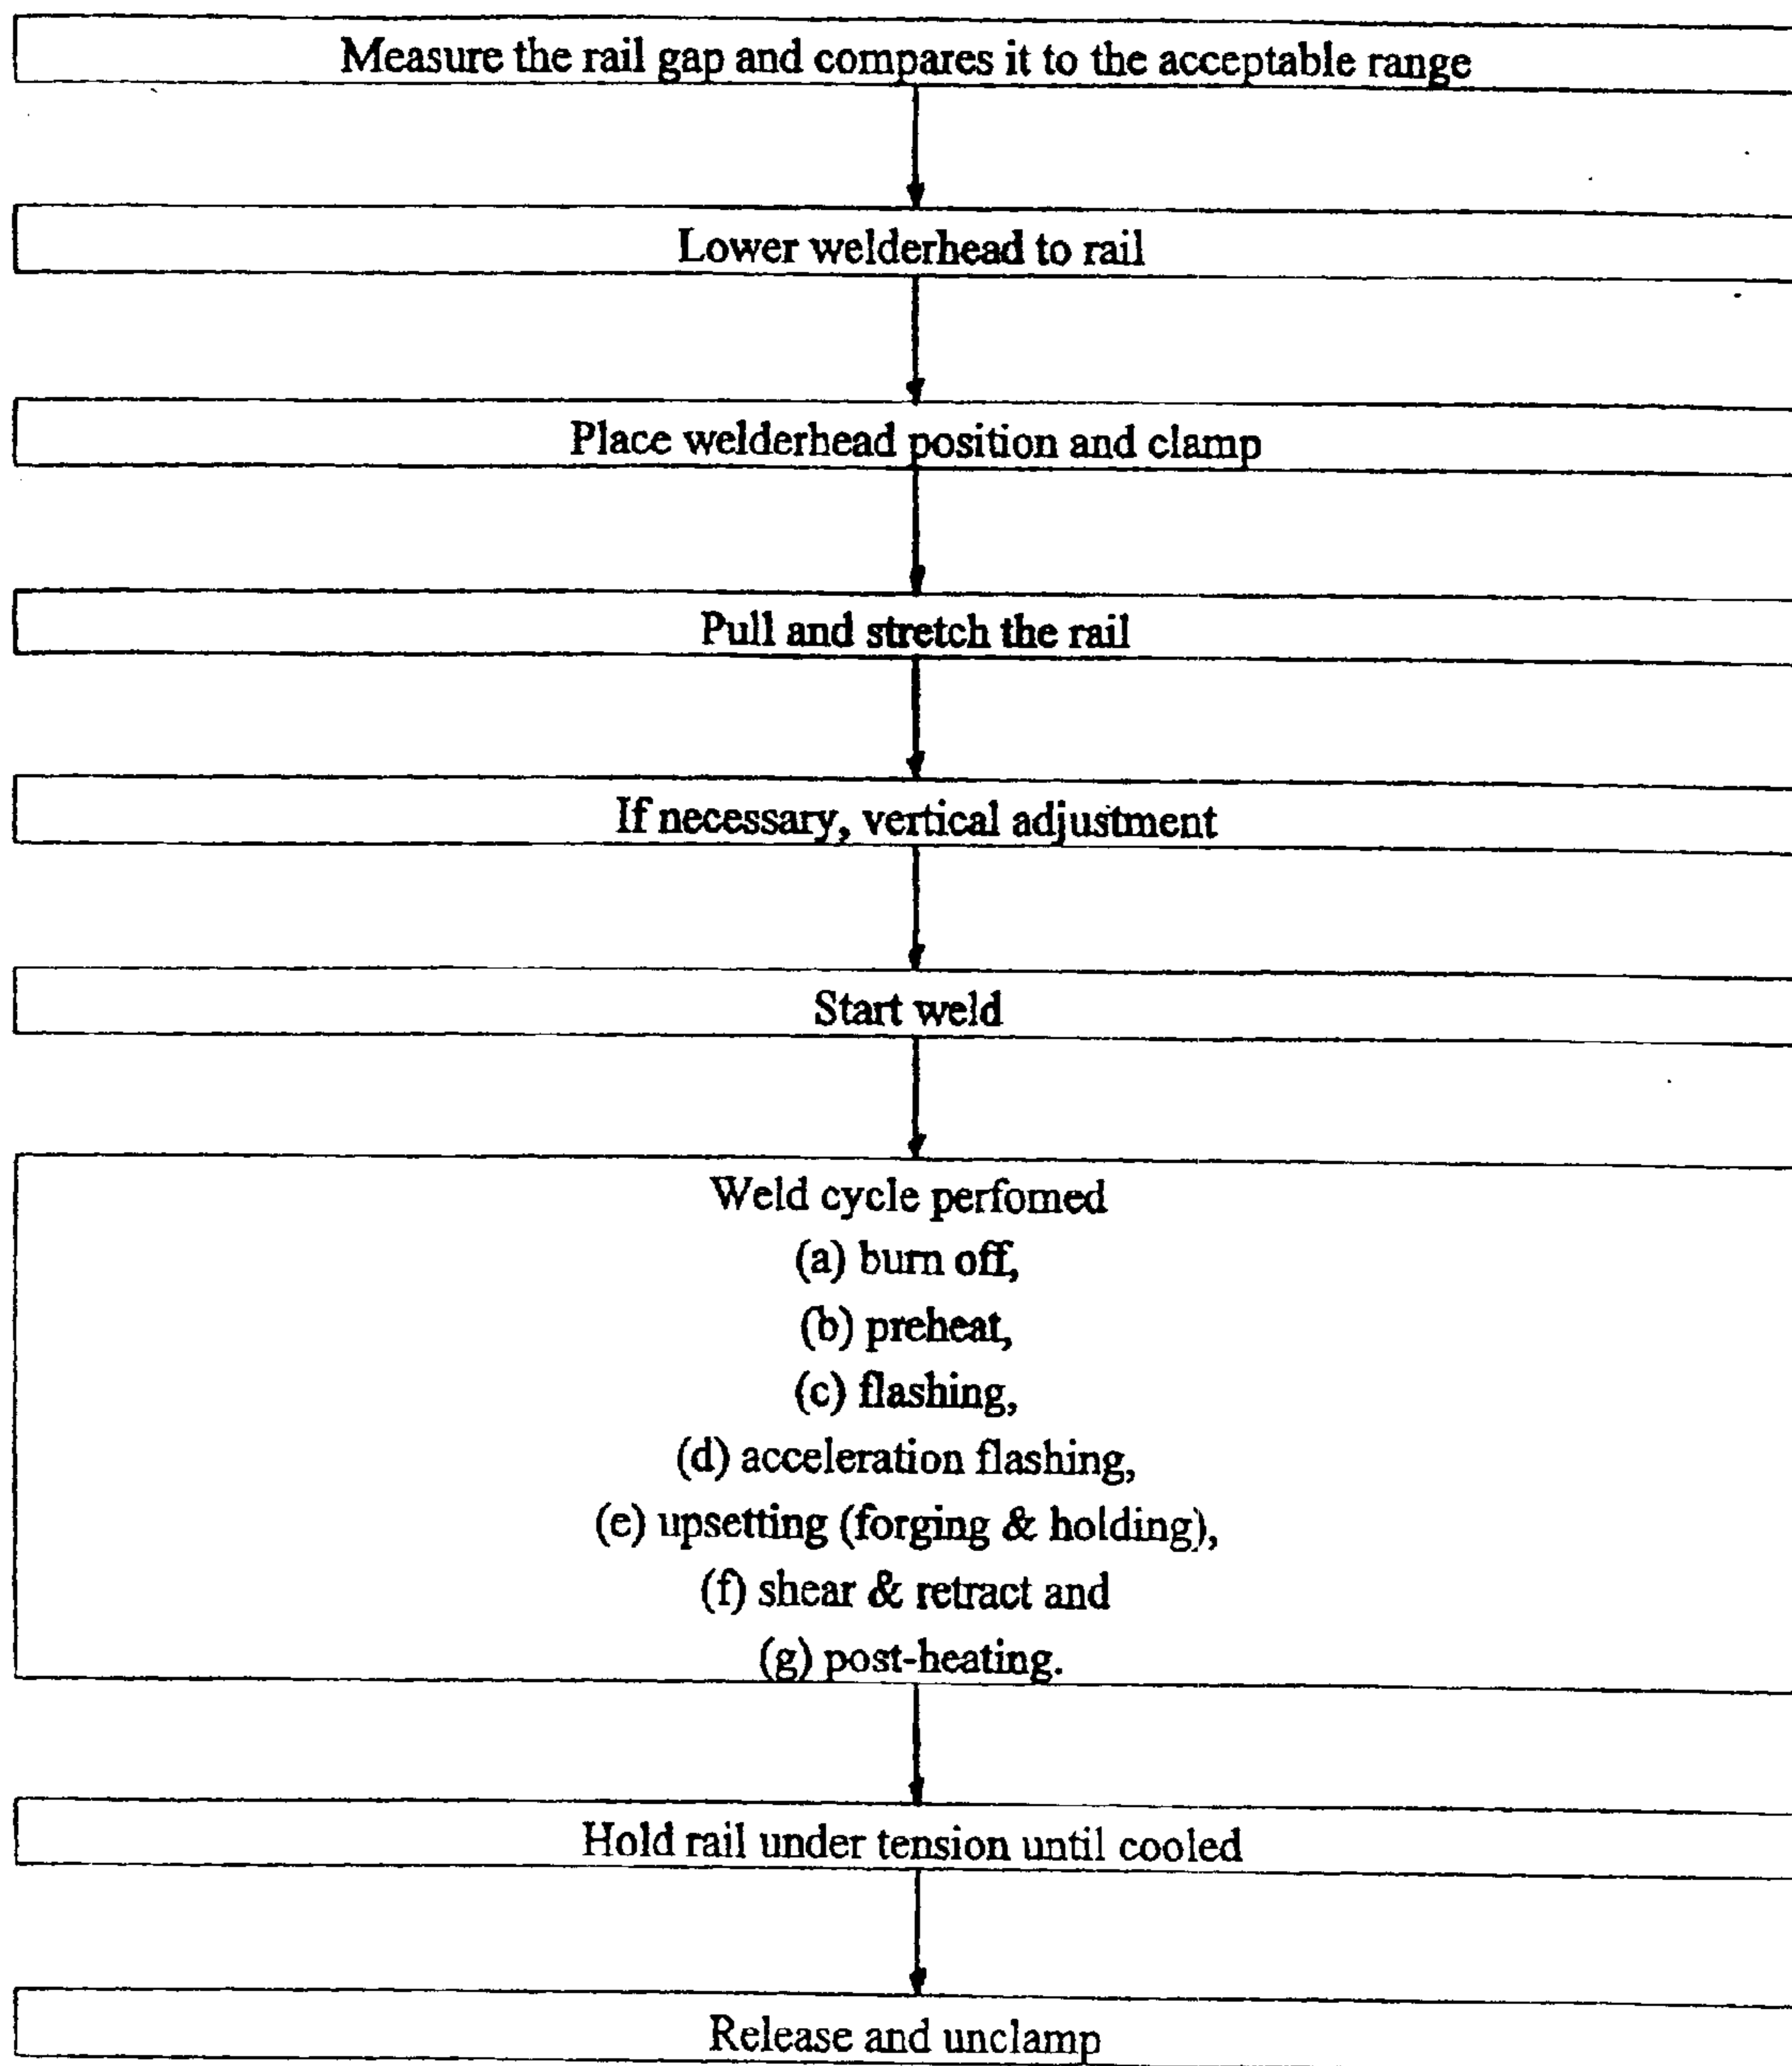 Measure the rail gap and compares it to the acceptable range
Lower welderhead to rail
Place welderhead position and clamp
Pull and stretch the rail
If necessary, vertical adjustment
Start weld
Weld cycle perfomed
(a) burn off,
(b) preheat,
(c) flashing,
(d) acceleration flashing,
(e) upsetting (forging & holding),
(f) shear & retract and
(g) post-heating.
Hold rail under tension until cooled
Release and unclamp